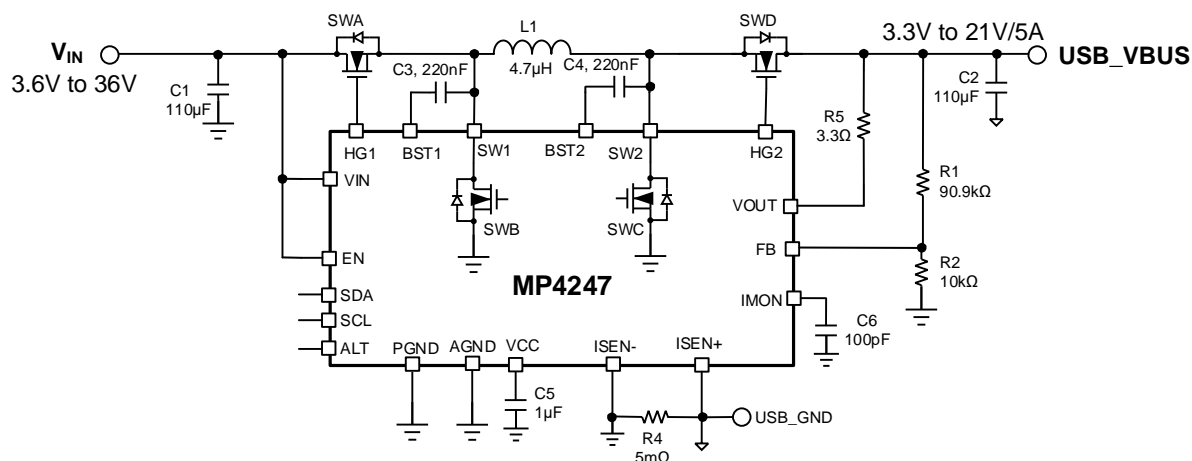 SWA
SWD
V_IN
3.6V to 36V
L1
4.7µH
3.3V to 21V/5A
USB_VBUS
C1
110µF
C3, 220nF
C4, 220nF
C2
110µF
R5
3.3Ω
HG1
BST1
SW1
BST2
SW2
HG2
VIN
R1
90.9kΩ
VOUT
SWB
SWC
EN
FB
R2
10kΩ
MP4247
SDA
IMON
SCL
C6
100pF
ALT
PGND
AGND
VCC
ISEN-
ISEN+
C5
1µF
USB_GND
R4
5mΩ